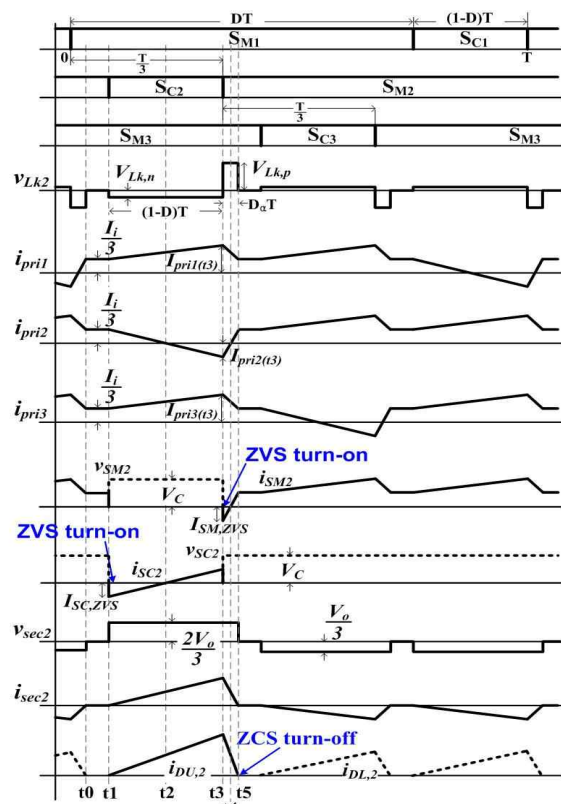 DT
(1-D)T
S_M1
S_C1
0
T
T/3
S_C2
S_M2
T/3
S_M3
S_C3
S_M3
v_Lk2
V_Lk,n
V_Lk,p
(1-D)T
D_αT
i_pri1
I_i/3
I_pri1(t3)
i_pri2
I_i/3
I_pri2(t3)
i_pri3
I_i/3
I_pri3(t3)
v_SM2
ZVS turn-on
i_SM2
V_C
I_SM,ZVS
ZVS turn-on
v_SC2
i_SC2
V_C
I_SC,ZVS
v_sec2
2V_o/3
V_o/3
i_sec2
ZCS turn-off
i_DU,2
i_DL,2
t0 t1 t2 t3 t5